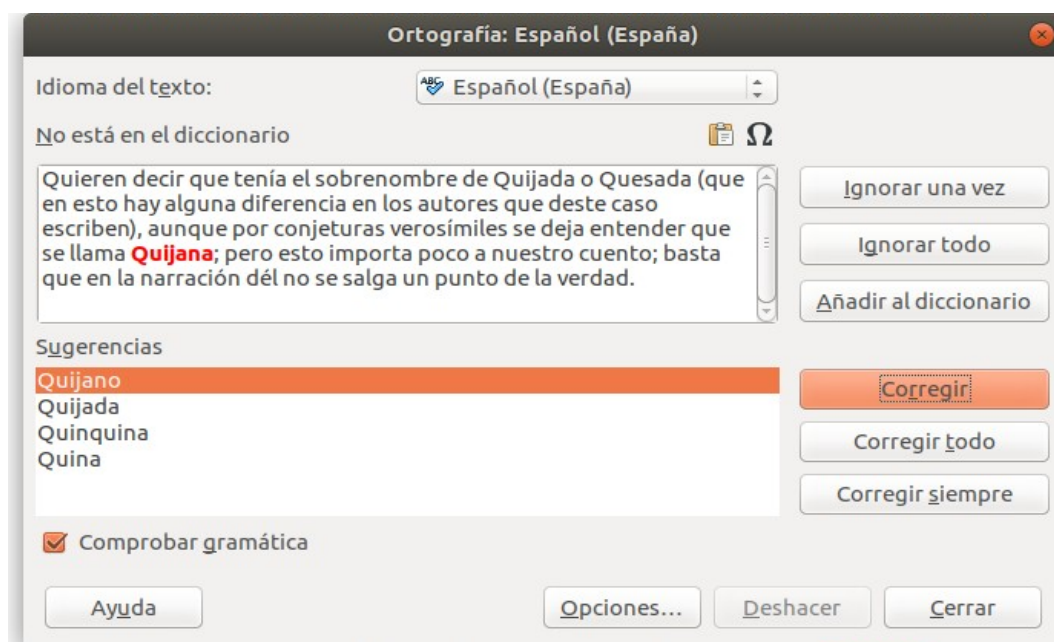 Ortografía: Español (España)
Idioma del texto:
Español (España)
No está en el diccionario
Quieren decir que tenía el sobrenombre de Quijada o Quesada (que
en esto hay alguna diferencia en los autores que deste caso
escriben), aunque por conjeturas verosímiles se deja entender que
se llama Quijana; pero esto importa poco a nuestro cuento; basta
que en la narración dél no se salga un punto de la verdad.
Ignorar una vez
Ignorar todo
Añadir al diccionario
Sugerencias
Quijano
Quijada
Quinquina
Quina
Corregir
Corregir todo
Corregir siempre
Comprobar gramática
Ayuda
Opciones...
Deshacer
Cerrar